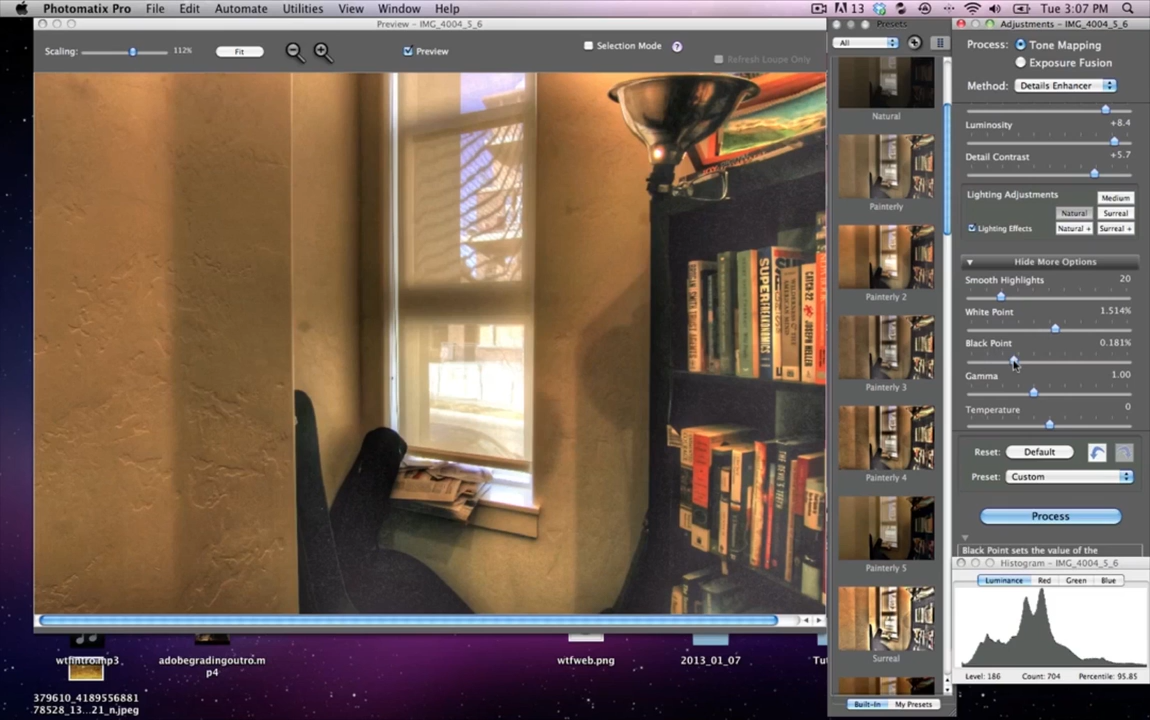 Photomatix Pro File Edit Automate Utilities View Window Help 13 Tue 3:07 PM
Preview - IMG_4004_5_6
Scaling: 112% Fit Preview Selection Mode ?
Refresh Loupe Only
SUPERFREAKONOMICS
CATCH-22 JOSEPH HELLER
THE DEVIL'S TEETH
Presets
All
Natural
Painterly
Painterly 2
Painterly 3
Painterly 4
Painterly 5
Surreal
Built-In My Presets
Adjustments - IMG_4004_5_6
Process: Tone Mapping
Exposure Fusion
Method: Details Enhancer
Luminosity +8.4
Detail Contrast +5.7
Lighting Adjustments Medium
Natural Surreal
Lighting Effects Natural + Surreal +
Hide More Options
Smooth Highlights 20
White Point 1.514%
Black Point 0.181%
Gamma 1.00
Temperature 0
Reset: Default
Preset: Custom
Process
Black Point sets the value of the
Histogram - IMG_4004_5_6
Luminance Red Green Blue
Level: 186 Count: 704 Percentile: 95.85
wtfintro.mp3
adobegradingoutro.m
p4
wtfweb.png
2013_01_07
Tut
379610_4189556881
78528_13...21_n.jpeg